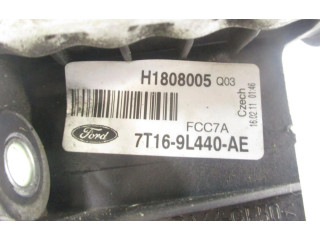 H1808005 Q03
Czech
16.02.11 01:46
FCC7A
Ford
7T16-9L440-AE